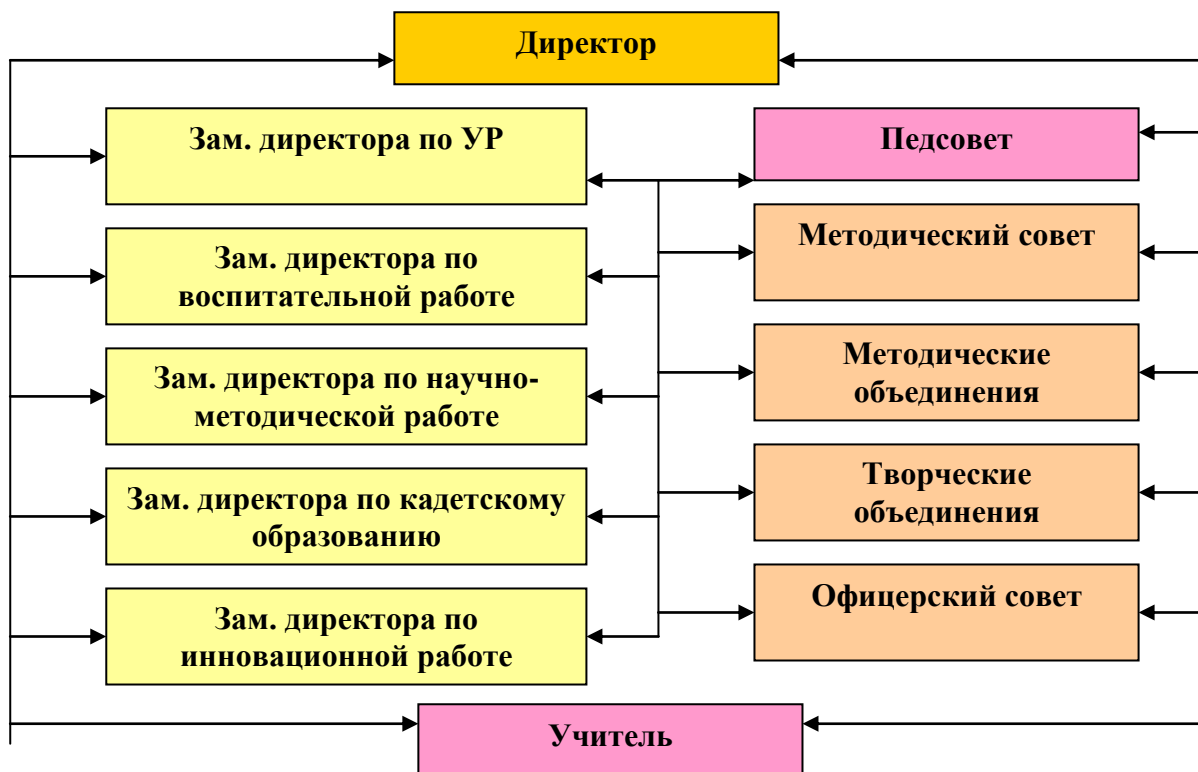 Директор
Зам. директора по УР
Педсовет
Зам. директора по
воспитательной работе
Методический совет
Зам. директора по научно-
методической работе
Методические
объединения
Зам. директора по кадетскому
образованию
Творческие
объединения
Зам. директора по
инновационной работе
Офицерский совет
Учитель